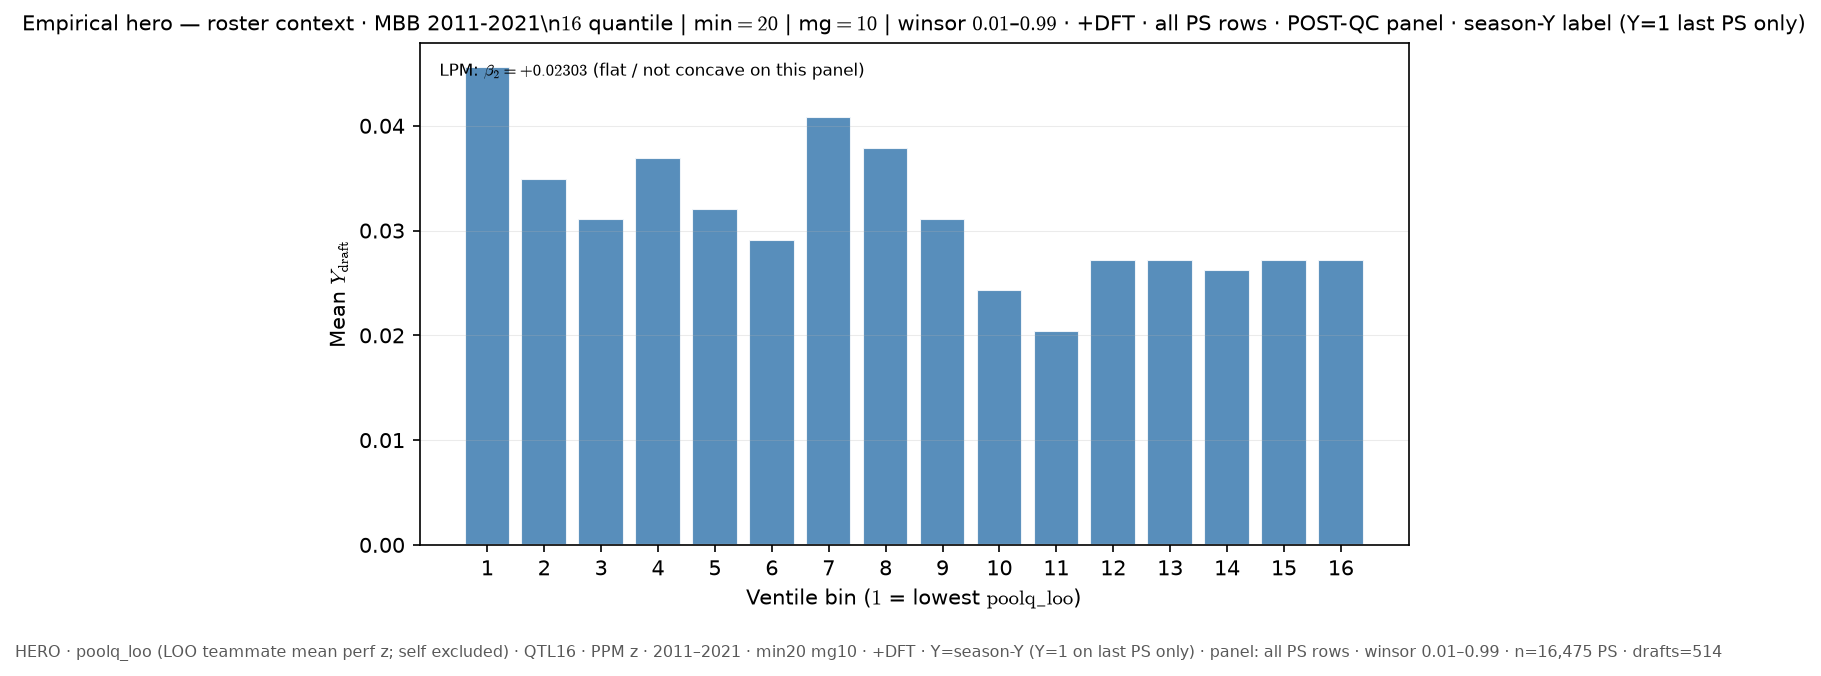 Empirical hero — roster context · MBB 2011-2021\n16 quantile | min = 20 | mg = 10 | winsor 0.01–0.99 · +DFT · all PS rows · POST-QC panel · season-Y label (Y=1 last PS only)
LPM: β₂ = +0.02303 (flat / not concave on this panel)
0.04
0.03
0.02
0.01
0.00
Mean Y_draft
1 2 3 4 5 6 7 8 9 10 11 12 13 14 15 16
Ventile bin (1 = lowest poolq_loo)
HERO · poolq_loo (LOO teammate mean perf z; self excluded) · QTL16 · PPM z · 2011–2021 · min20 mg10 · +DFT · Y=season-Y (Y=1 on last PS only) · panel: all PS rows · winsor 0.01–0.99 · n=16,475 PS · drafts=514